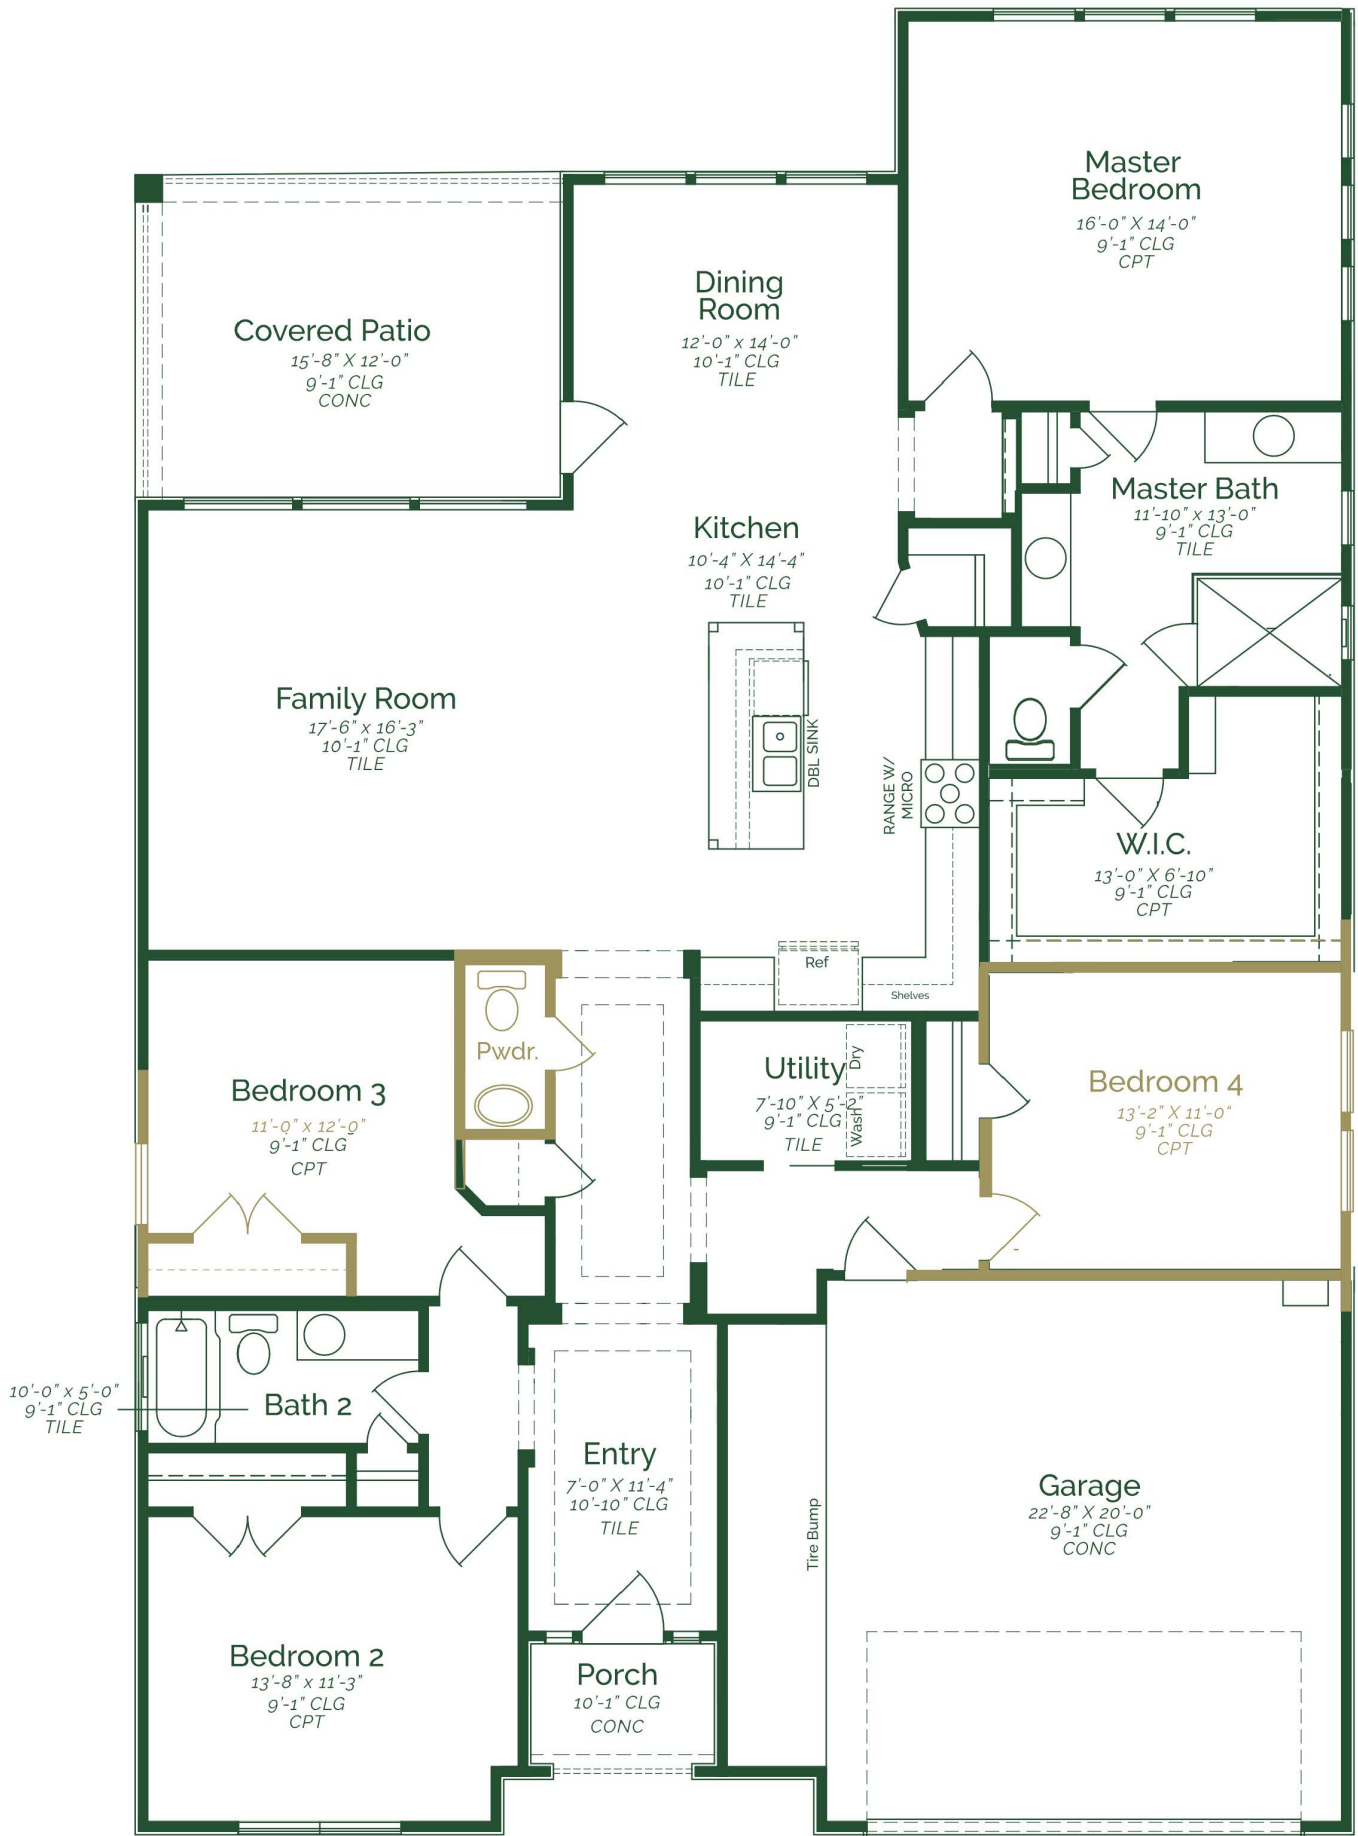 Master
Bedroom
16'-0" X 14'-0"
9'-1" CLG
CPT
Dining
Room
12'-0" x 14'-0"
10'-1" CLG
TILE
Covered Patio
15'-8" X 12'-0"
9'-1" CLG
CONC
Master Bath
11'-10" x 13'-0"
9'-1" CLG
TILE
Kitchen
10'-4" X 14'-4"
10'-1" CLG
TILE
Family Room
17'-6" x 16'-3"
10'-1" CLG
TILE
DBL SINK
RANGE W/
MICRO
W.I.C.
13'-0" X 6'-10"
9'-1" CLG
CPT
Ref
Shelves
Pwdr.
Utility
7'-10" X 5'-2"
9'-1" CLG
TILE
Dry
Wash
Bedroom 4
13'-2" X 11'-0"
9'-1" CLG
CPT
Bedroom 3
11'-0" x 12'-0"
9'-1" CLG
CPT
10'-0" x 5'-0"
9'-1" CLG
TILE
Bath 2
Entry
7'-0" X 11'-4"
10'-10" CLG
TILE
Tire Bump
Garage
22'-8" X 20'-0"
9'-1" CLG
CONC
Bedroom 2
13'-8" x 11'-3"
9'-1" CLG
CPT
Porch
10'-1" CLG
CONC